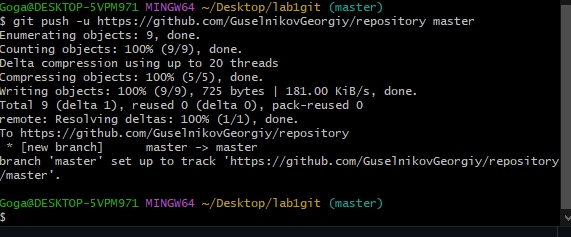 Goga@DESKTOP-5VPM971 MINGW64 ~/Desktop/lab1git (master)
$ git push -u https://github.com/GuselnikovGeorgiy/repository master
Enumerating objects: 9, done.
Counting objects: 100% (9/9), done.
Delta compression using up to 20 threads
Compressing objects: 100% (5/5), done.
Writing objects: 100% (9/9), 725 bytes | 181.00 KiB/s, done.
Total 9 (delta 1), reused 0 (delta 0), pack-reused 0
remote: Resolving deltas: 100% (1/1), done.
To https://github.com/GuselnikovGeorgiy/repository
 * [new branch]      master -> master
branch 'master' set up to track 'https://github.com/GuselnikovGeorgiy/repository
/master'.
Goga@DESKTOP-5VPM971 MINGW64 ~/Desktop/lab1git (master)
$